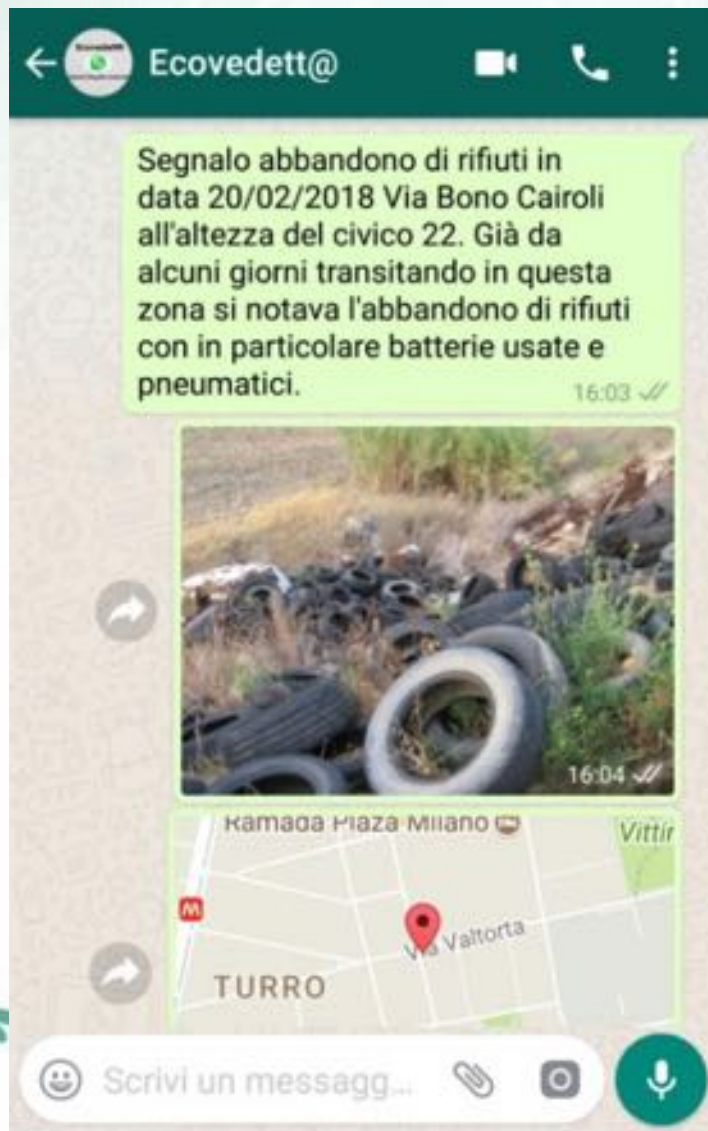 Ecovedett@
Segnalo abbandono di rifiuti in
data 20/02/2018 Via Bono Cairoli
all'altezza del civico 22. Già da
alcuni giorni transitando in questa
zona si notava l'abbandono di rifiuti
con in particolare batterie usate e
pneumatici.
16:03
16:04
Ramada Plaza Milano
Vittir
M
Via Valtorta
TURRO
Scrivi un messagg...